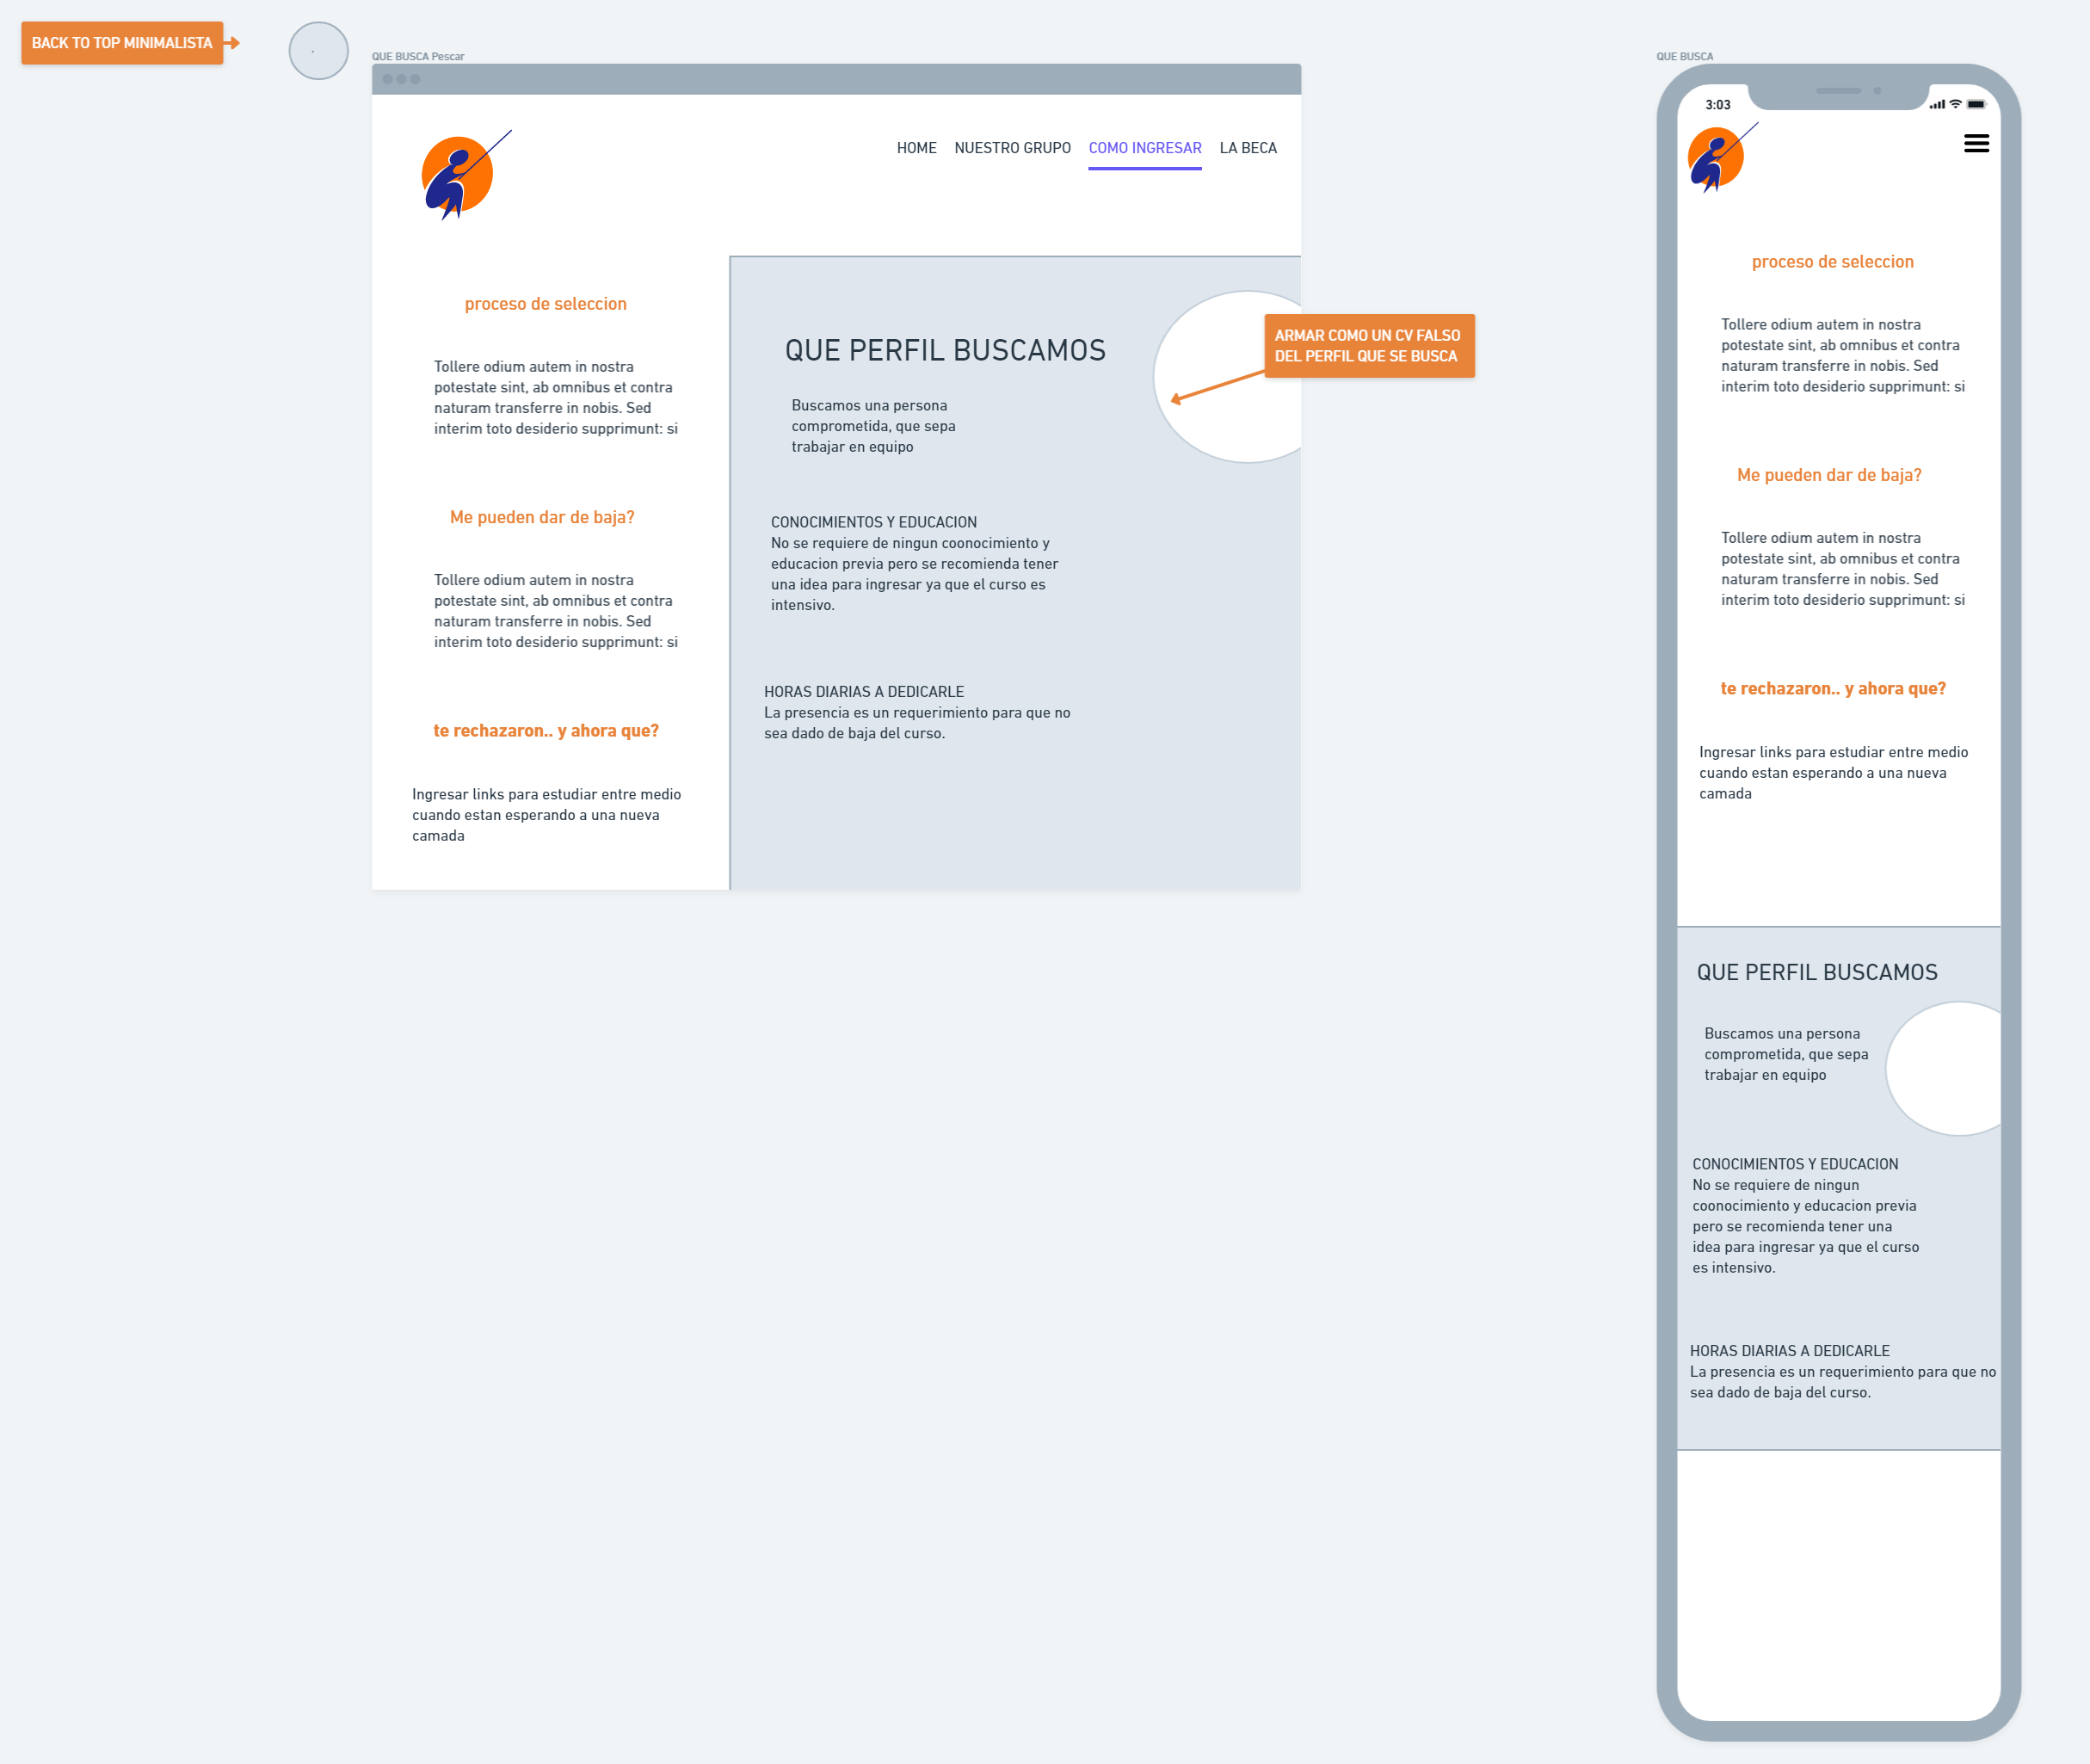 BACK TO TOP MINIMALISTA
QUE BUSCA Pescar
HOME NUESTRO GRUPO COMO INGRESAR LA BECA
proceso de seleccion
Tollere odium autem in nostra
potestate sint, ab omnibus et contra
naturam transferre in nobis. Sed
interim toto desiderio supprimunt: si
Me pueden dar de baja?
Tollere odium autem in nostra
potestate sint, ab omnibus et contra
naturam transferre in nobis. Sed
interim toto desiderio supprimunt: si
te rechazaron.. y ahora que?
Ingresar links para estudiar entre medio
cuando estan esperando a una nueva
camada
QUE PERFIL BUSCAMOS
Buscamos una persona
comprometida, que sepa
trabajar en equipo
ARMAR COMO UN CV FALSO
DEL PERFIL QUE SE BUSCA
CONOCIMIENTOS Y EDUCACION
No se requiere de ningun coonocimiento y
educacion previa pero se recomienda tener
una idea para ingresar ya que el curso es
intensivo.
HORAS DIARIAS A DEDICARLE
La presencia es un requerimiento para que no
sea dado de baja del curso.
QUE BUSCA
3:03
proceso de seleccion
Tollere odium autem in nostra
potestate sint, ab omnibus et contra
naturam transferre in nobis. Sed
interim toto desiderio supprimunt: si
Me pueden dar de baja?
Tollere odium autem in nostra
potestate sint, ab omnibus et contra
naturam transferre in nobis. Sed
interim toto desiderio supprimunt: si
te rechazaron.. y ahora que?
Ingresar links para estudiar entre medio
cuando estan esperando a una nueva
camada
QUE PERFIL BUSCAMOS
Buscamos una persona
comprometida, que sepa
trabajar en equipo
CONOCIMIENTOS Y EDUCACION
No se requiere de ningun
coonocimiento y educacion previa
pero se recomienda tener una
idea para ingresar ya que el curso
es intensivo.
HORAS DIARIAS A DEDICARLE
La presencia es un requerimiento para que no
sea dado de baja del curso.